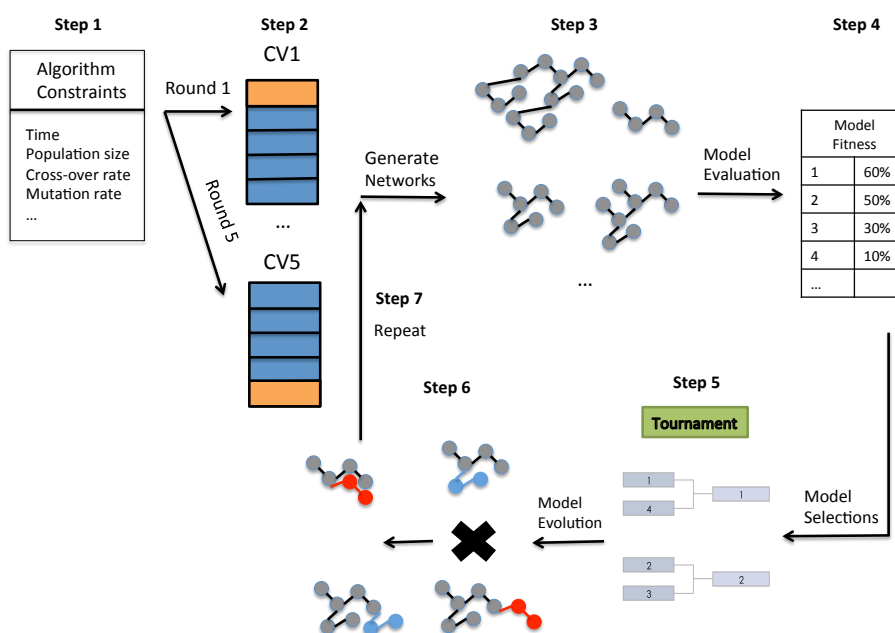 Step 1
Step 2
Step 3
Step 4
Algorithm
Constraints
Time
Population size
Cross-over rate
Mutation rate
...
Round 1
Round 5
CV1
...
CV5
Generate
Networks
...
Model
Evaluation
Model
Fitness
1 60%
2 50%
3 30%
4 10%
...
Step 7
Repeat
Step 6
Step 5
Tournament
1
4
1
2
3
2
Model
Selections
Model
Evolution